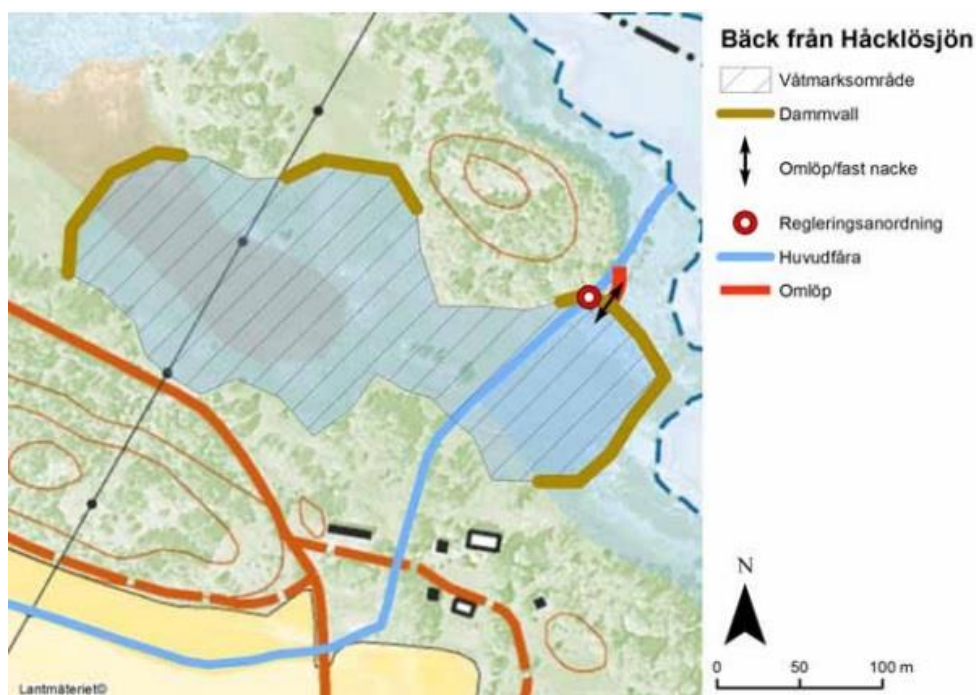 Bäck från Håcklösjön
Våtmarksområde
Dammvall
Omlöp/fast nacke
Regleringsanordning
Huvudfåra
Omlöp
N
0 50 100 m
Lantmäteriet©